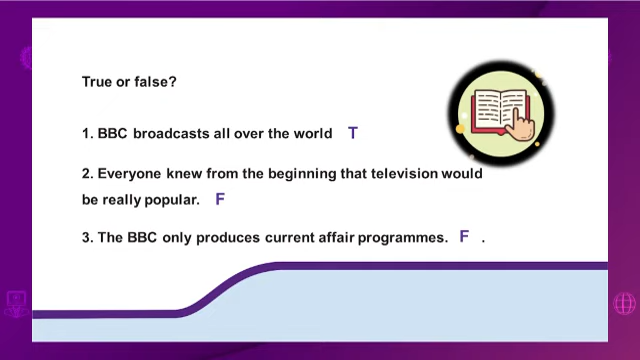 True or false?
1. BBC broadcasts all over the world T
2. Everyone knew from the beginning that television would
be really popular. F
3. The BBC only produces current affair programmes. F .